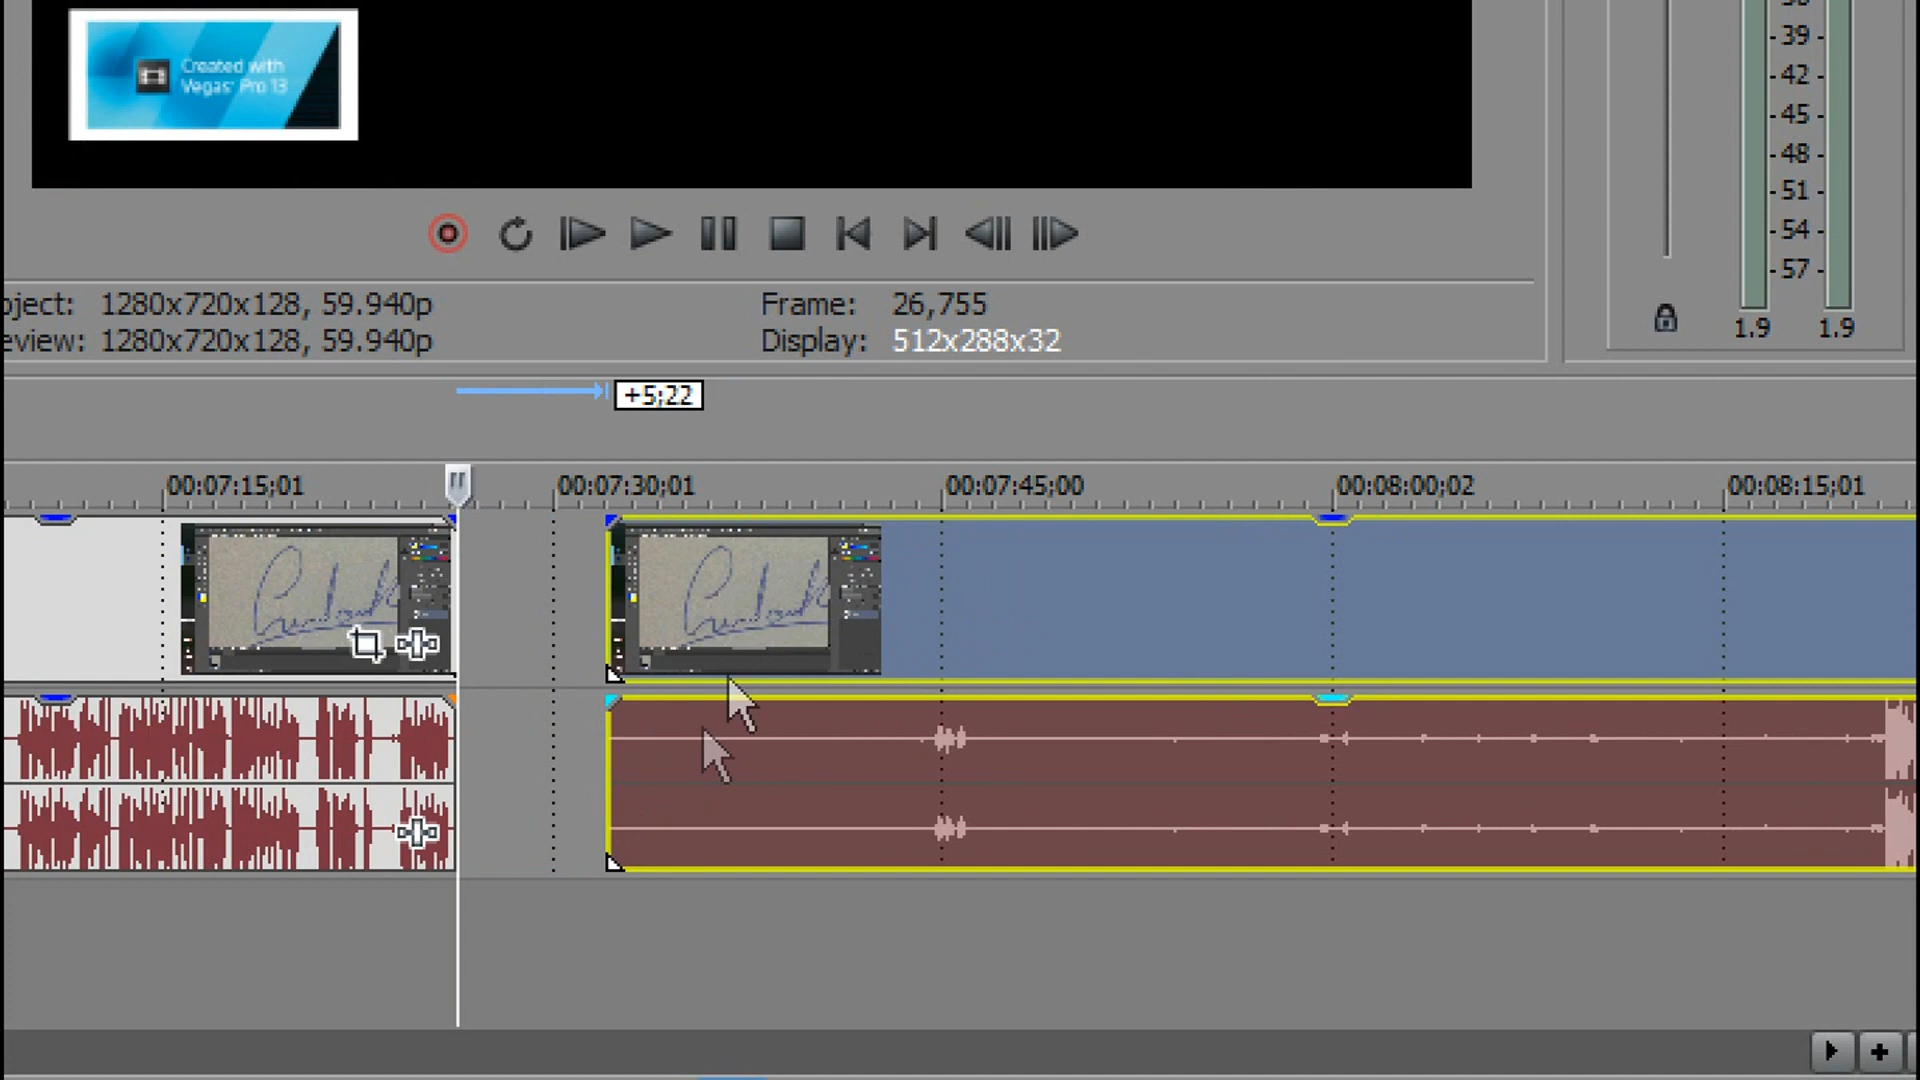 Created with
Vegas Pro 13
-39-
-42-
-45-
-48-
-51-
-54-
-57-
1.9 1.9
oject: 1280x720x128, 59.940p
eview: 1280x720x128, 59.940p
Frame: 26,755
Display: 512x288x32
+5;22
00:07:15;01 00:07:30;01 00:07:45;00 00:08:00;02 00:08:15;01